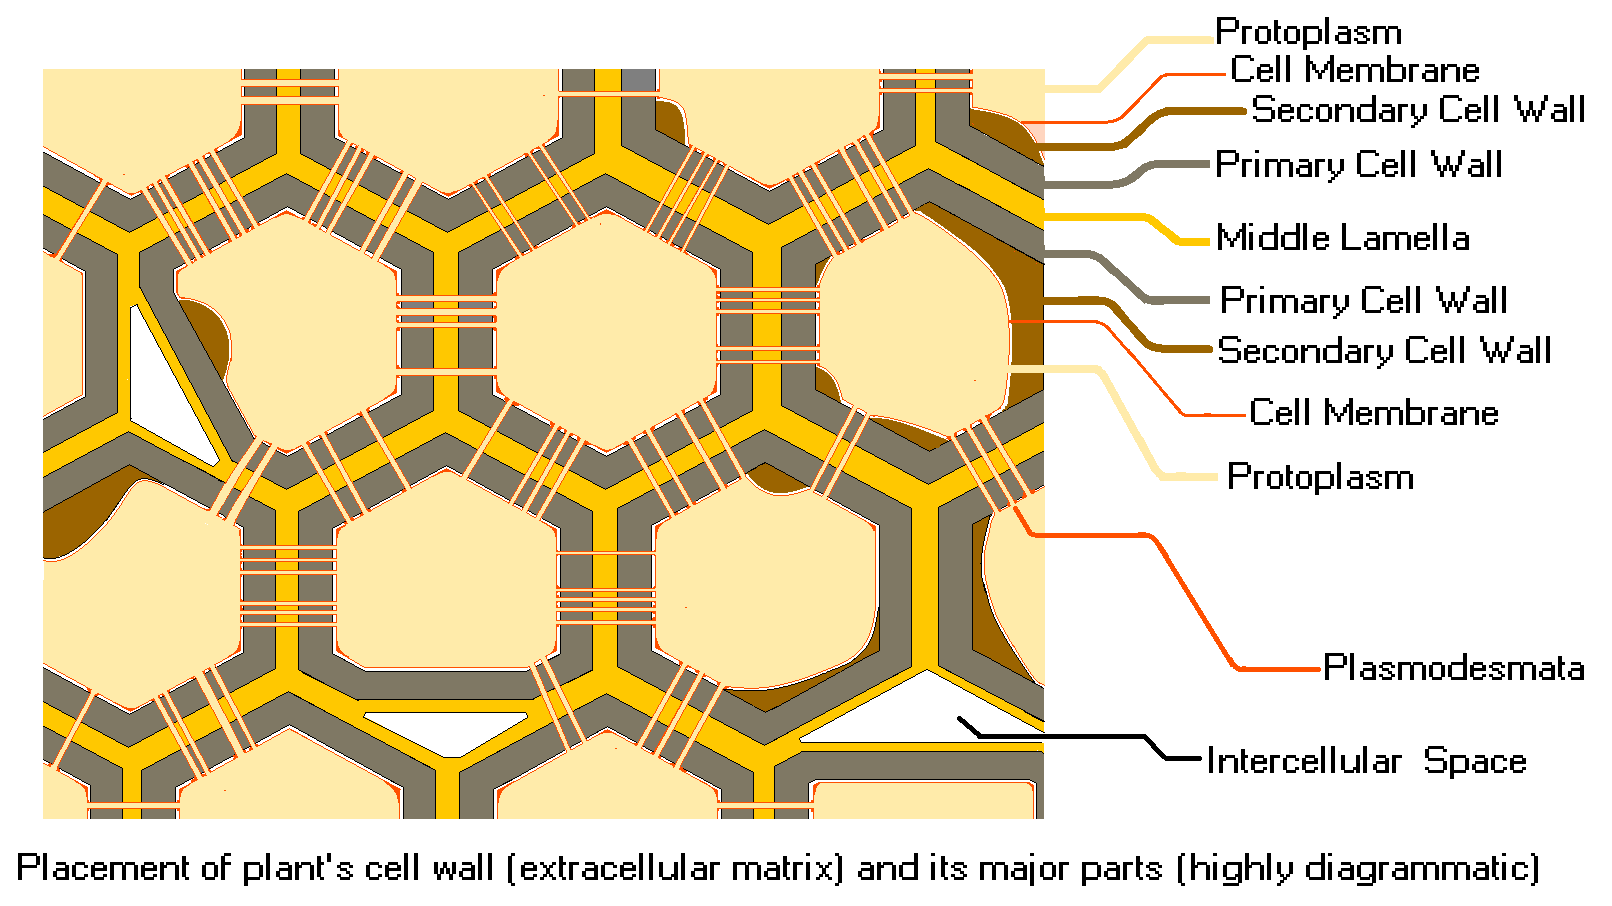 Protoplasm
Cell Membrane
Secondary Cell Wall
Primary Cell Wall
Middle Lamella
Primary Cell Wall
Secondary Cell Wall
Cell Membrane
Protoplasm
Plasmodesmata
Intercellular Space
Placement of plant's cell wall (extracellular matrix) and its major parts (highly diagrammatic)